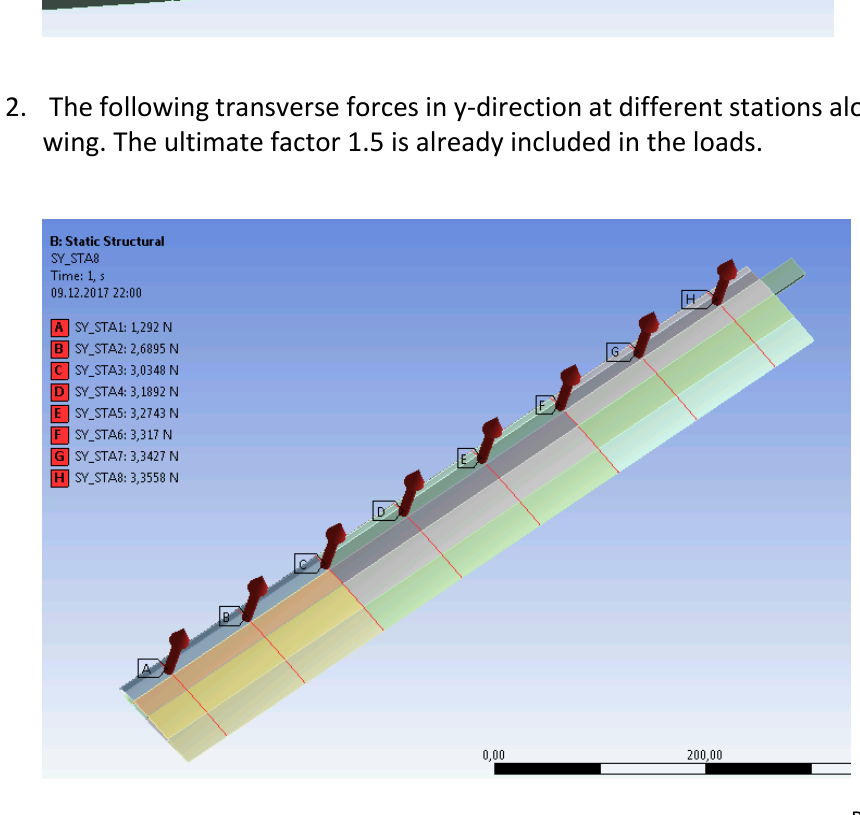 2. The following transverse forces in y-direction at different stations
wing. The ultimate factor 1.5 is already included in the loads.
B: Static Structural
SY_STA8
Time: 1, s
09.12.2017 22:00
A SY_STA1: 1,292 N
B SY_STA2: 2,6895 N
C SY_STA3: 3,0348 N
D SY_STA4: 3,1892 N
E SY_STA5: 3,2743 N
F SY_STA6: 3,317 N
G SY_STA7: 3,3427 N
H SY_STA8: 3,3558 N
H
G
F
E
D
C
B
A
0,00 200,00